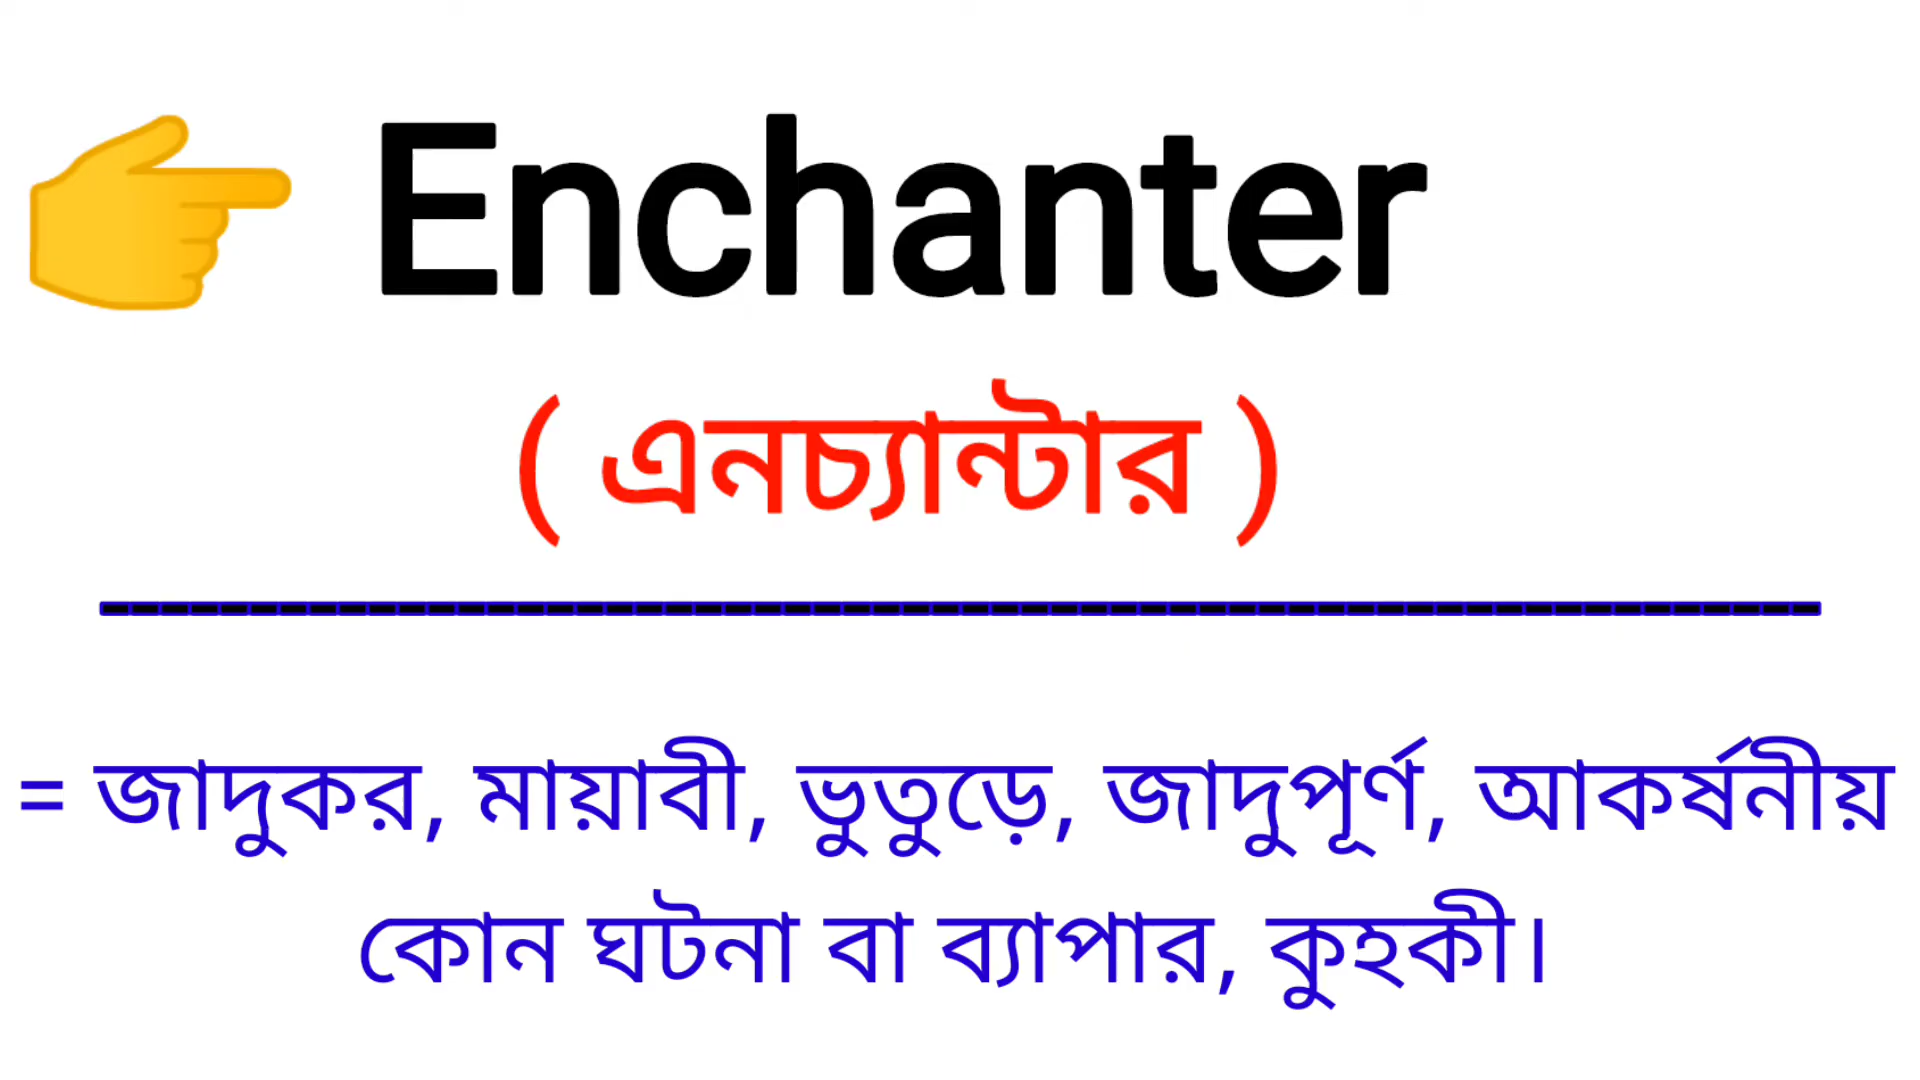 👉 Enchanter
( এনচ্যান্টার )
= জাদুকর, মায়াবী, ভুতুড়ে, জাদুপূর্ণ, আকর্ষনীয়
কোন ঘটনা বা ব্যাপার, কুহকী।